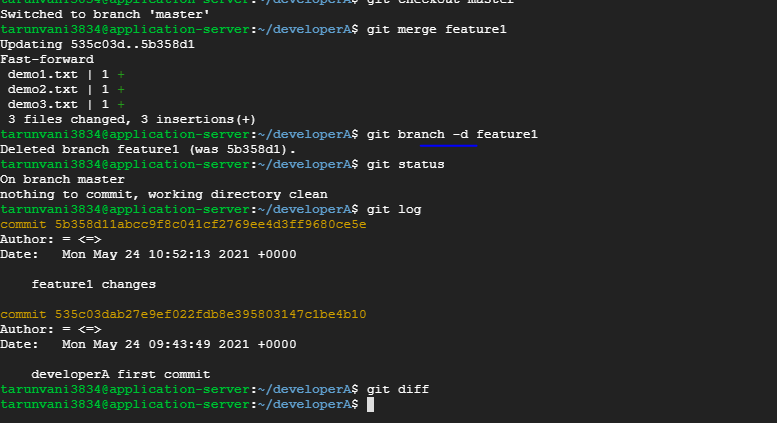 tarunvani3834@application-server:~/developerA$ git checkout master
Switched to branch 'master'
tarunvani3834@application-server:~/developerA$ git merge feature1
Updating 535c03d..5b358d1
Fast-forward
 demo1.txt | 1 +
 demo2.txt | 1 +
 demo3.txt | 1 +
 3 files changed, 3 insertions(+)
tarunvani3834@application-server:~/developerA$ git branch -d feature1
Deleted branch feature1 (was 5b358d1).
tarunvani3834@application-server:~/developerA$ git status
On branch master
nothing to commit, working directory clean
tarunvani3834@application-server:~/developerA$ git log
commit 5b358d11abcc9f8c041cf2769ee4d3ff9680ce5e
Author: = <=>
Date:   Mon May 24 10:52:13 2021 +0000
    feature1 changes
commit 535c03dab27e9ef022fdb8e395803147c1be4b10
Author: = <=>
Date:   Mon May 24 09:43:49 2021 +0000
    developerA first commit
tarunvani3834@application-server:~/developerA$ git diff
tarunvani3834@application-server:~/developerA$